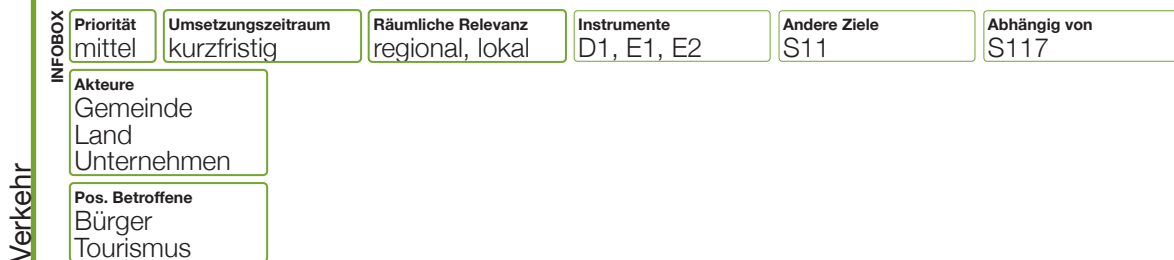 INFOBOX
Priorität
mittel
Umsetzungszeitraum
kurzfristig
Räumliche Relevanz
regional, lokal
Instrumente
D1, E1, E2
Andere Ziele
S11
Abhängig von
S117
Akteure
Gemeinde
Land
Unternehmen
Pos. Betroffene
Bürger
Tourismus
Verkehr